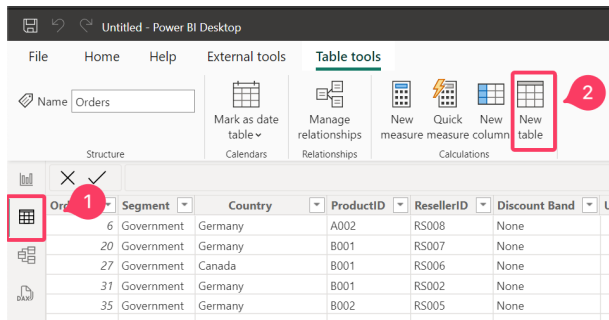 Untitled - Power BI Desktop
File Home Help External tools Table tools
Name Orders
Mark as date
table
Manage
relationships
New
measure
Quick
measure
New
column
New
table
2
Structure Calendars Relationships Calculations
1
Segment Country ProductID ResellerID Discount Band
6 Government Germany A002 RS008 None
20 Government Germany B001 RS007 None
27 Government Canada B001 RS006 None
31 Government Germany B001 RS002 None
35 Government Germany B002 RS005 None
DAX